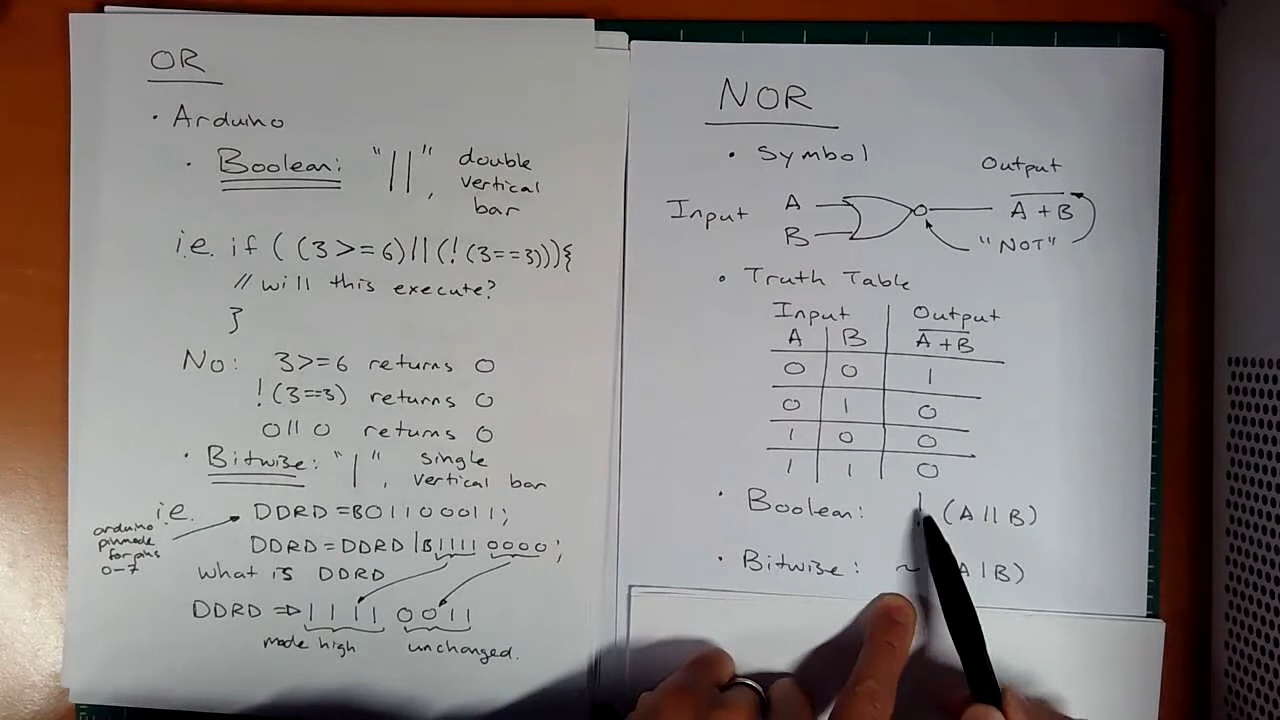 OR
• Arduino
• Boolean: "||", double
vertical
bar
i.e. if ( (3 >= 6) || (! (3==3))){
// will this execute?
}
No: 3 >= 6 returns 0
! (3==3) returns 0
0 || 0 returns 0
• Bitwise: "|", single
vertical bar
i.e. DDRD = B01100011;
arduino
pinmode
for pins
0-7
DDRD = DDRD | B11110000;
what is DDRD
DDRD => 1111 0011
made high unchanged.
NOR
• Symbol
Output
Input A
B
A + B
"NOT"
• Truth Table
Input Output
A B A + B
0 0 1
0 1 0
1 0 0
1 1 0
• Boolean: ! (A || B)
• Bitwise: ~ A | B)